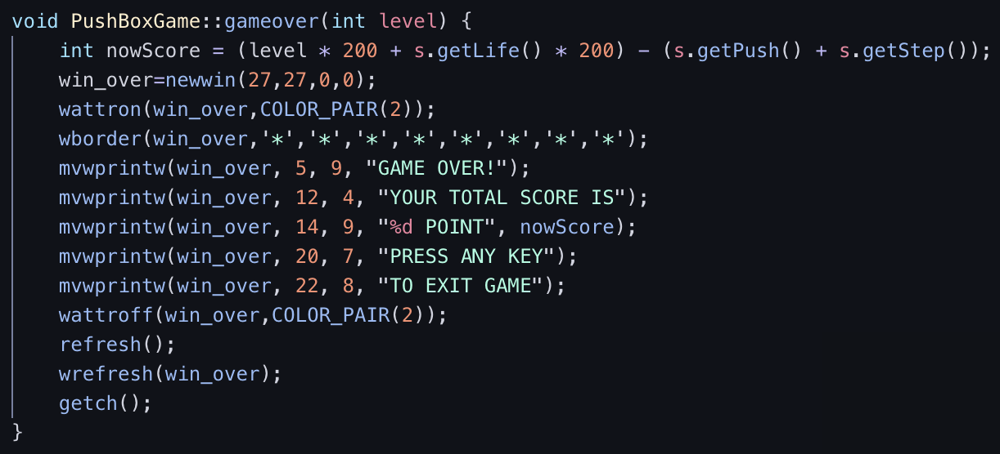 void PushBoxGame::gameover(int level) {
    int nowScore = (level * 200 + s.getLife() * 200) - (s.getPush() + s.getStep());
    win_over=newwin(27,27,0,0);
    wattron(win_over,COLOR_PAIR(2));
    wborder(win_over,'*','*','*','*','*','*','*','*');
    mvwprintw(win_over, 5, 9, "GAME OVER!");
    mvwprintw(win_over, 12, 4, "YOUR TOTAL SCORE IS");
    mvwprintw(win_over, 14, 9, "%d POINT", nowScore);
    mvwprintw(win_over, 20, 7, "PRESS ANY KEY");
    mvwprintw(win_over, 22, 8, "TO EXIT GAME");
    wattroff(win_over,COLOR_PAIR(2));
    refresh();
    wrefresh(win_over);
    getch();
}